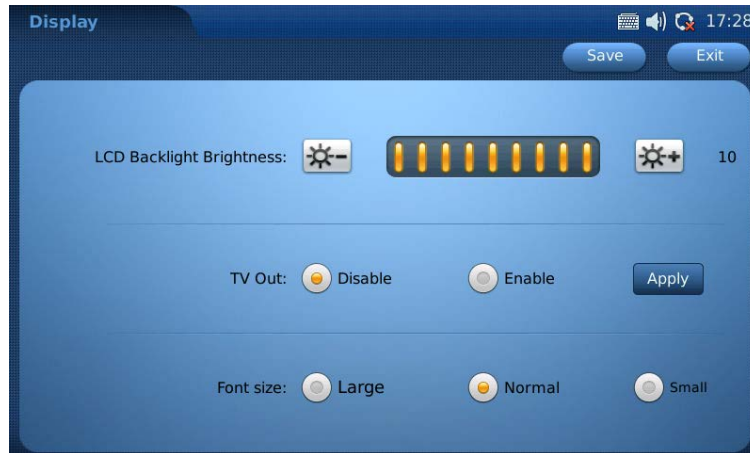 Display 17:28
Save Exit
LCD Backlight Brightness: 10
TV Out: Disable Enable Apply
Font size: Large Normal Small